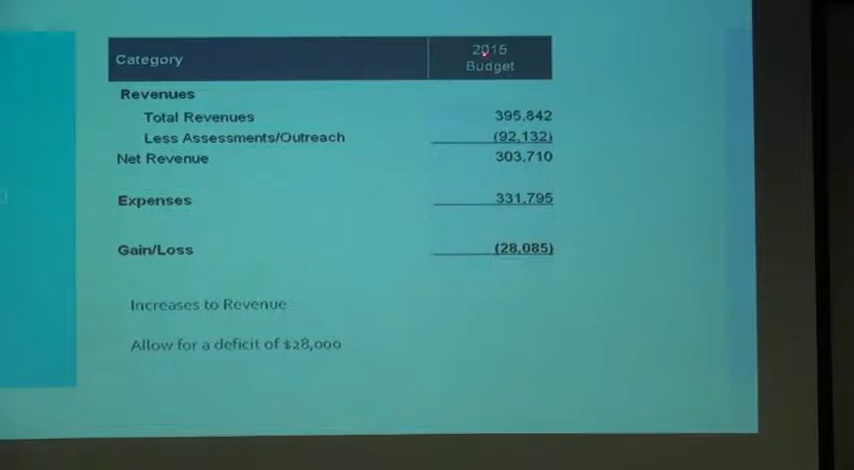 Category
2015
Budget
Revenues
Total Revenues 395,842
Less Assessments/Outreach (92,132)
Net Revenue 303,710
Expenses 331,795
Gain/Loss (28,085)
Increases to Revenue
Allow for a deficit of $28,000